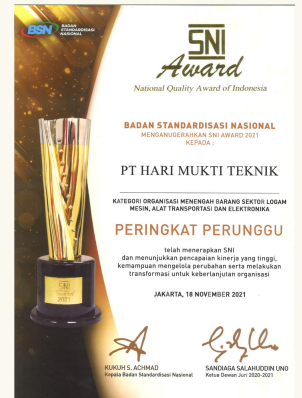 BSN BADAN
STANDARDISASI
NASIONAL
SNI
Award
National Quality Award of Indonesia
BADAN STANDARDISASI NASIONAL
MENGANUGERAHKAN SNI AWARD 2021
KEPADA :
PT HARI MUKTI TEKNIK
KATEGORI ORGANISASI MENENGAH BARANG SEKTOR LOGAM
MESIN, ALAT TRANSPORTASI DAN ELEKTRONIKA
PERINGKAT PERUNGGU
telah menerapkan SNI
dan menunjukkan pencapaian kinerja yang tinggi,
kemampuan mengelola perubahan serta melakukan
transformasi untuk keberlanjutan organisasi
JAKARTA, 18 NOVEMBER 2021
SNI
Award
2021
KUKUH S. ACHMAD
Kepala Badan Standardisasi Nasional
SANDIAGA SALAHUDDIN UNO
Ketua Dewan Juri 2020-2021